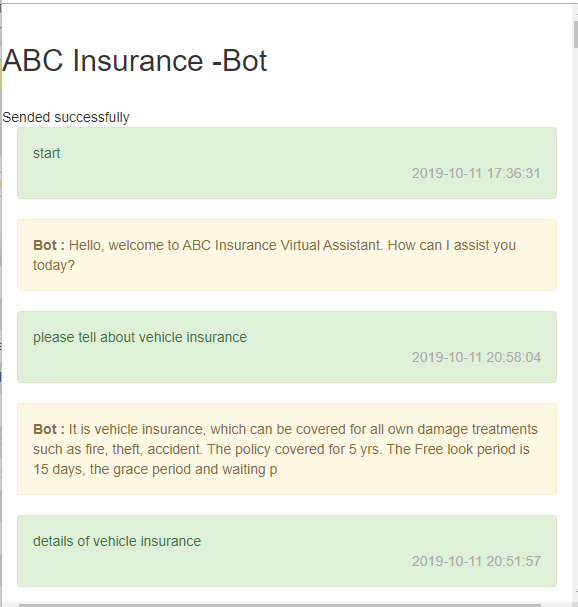 ABC Insurance -Bot
Sended successfully
start
2019-10-11 17:36:31
Bot : Hello, welcome to ABC Insurance Virtual Assistant. How can I assist you
today?
please tell about vehicle insurance
2019-10-11 20:58:04
Bot : It is vehicle insurance, which can be covered for all own damage treatments
such as fire, theft, accident. The policy covered for 5 yrs. The Free look period is
15 days, the grace period and waiting p
details of vehicle insurance
2019-10-11 20:51:57